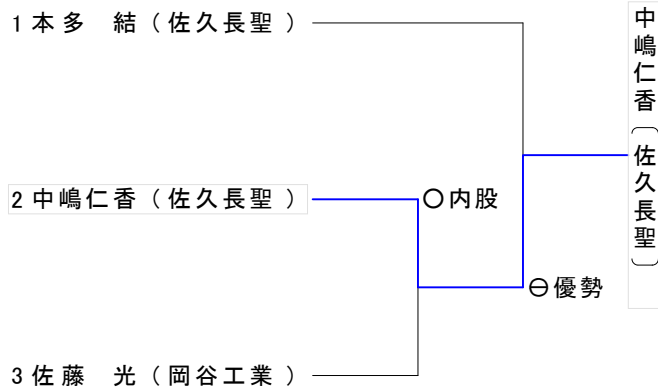 1 本多　結（佐久長聖）
2 中嶋仁香（佐久長聖）
○内股
⊖優勢
3 佐藤　光（岡谷工業）
中嶋仁香（佐久長聖）